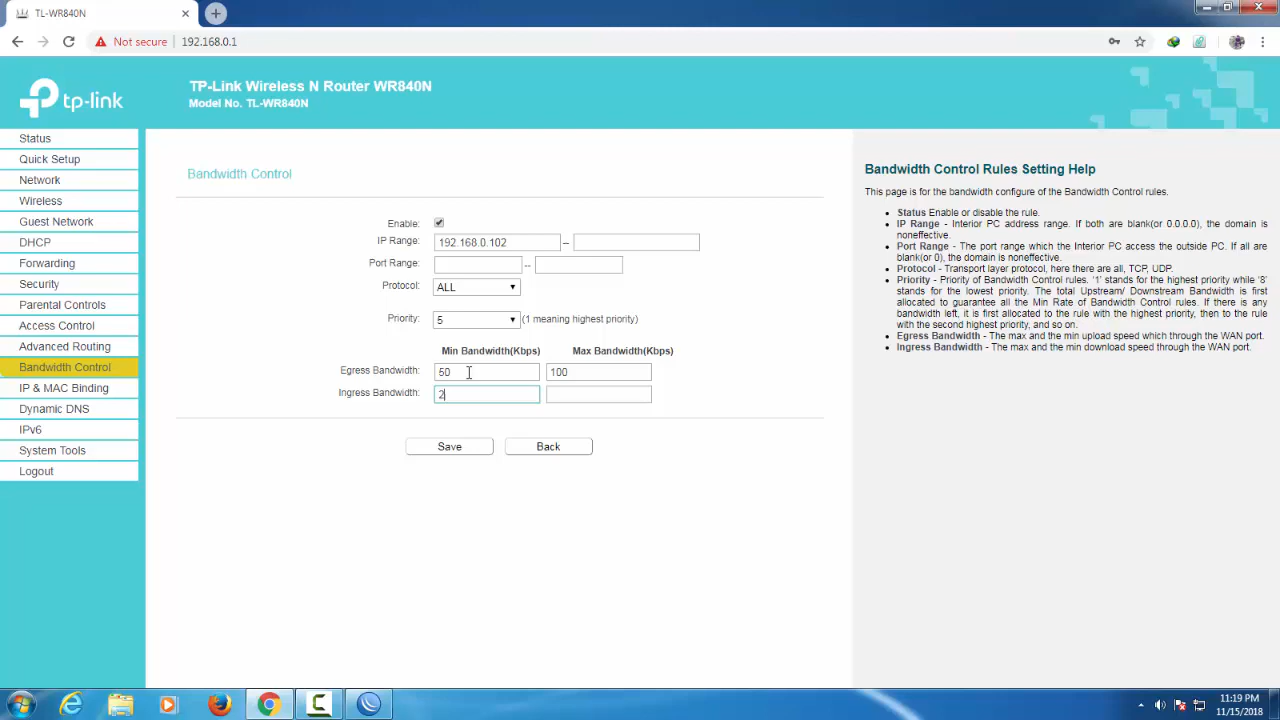 TL-WR840N
Not secure
192.168.0.1
tp-link
TP-Link Wireless N Router WR840N
Model No. TL-WR840N
Status
Quick Setup
Network
Wireless
Guest Network
DHCP
Forwarding
Security
Parental Controls
Access Control
Advanced Routing
Bandwidth Control
IP & MAC Binding
Dynamic DNS
IPv6
System Tools
Logout
Bandwidth Control
Enable:
IP Range: 192.168.0.102 --
Port Range: --
Protocol: ALL
Priority: 5 (1 meaning highest priority)
Min Bandwidth(Kbps) Max Bandwidth(Kbps)
Egress Bandwidth: 50 100
Ingress Bandwidth: 2
Save Back
Bandwidth Control Rules Setting Help
This page is for the bandwidth configure of the Bandwidth Control rules.
Status Enable or disable the rule.
IP Range - Interior PC address range. If both are blank(or 0.0.0.0), the domain is
noneffective.
Port Range - The port range which the Interior PC access the outside PC. If all are
blank(or 0), the domain is noneffective.
Protocol - Transport layer protocol, here there are all, TCP, UDP.
Priority - Priority of Bandwidth Control rules. '1' stands for the highest priority while '8'
stands for the lowest priority. The total Upstream/ Downstream Bandwidth is first
allocated to guarantee all the Min Rate of Bandwidth Control rules. If there is any
bandwidth left, it is first allocated to the rule with the highest priority, then to the rule
with the second highest priority, and so on.
Egress Bandwidth - The max and the min upload speed which through the WAN port.
Ingress Bandwidth - The max and the min download speed through the WAN port.
11:19 PM
11/15/2018